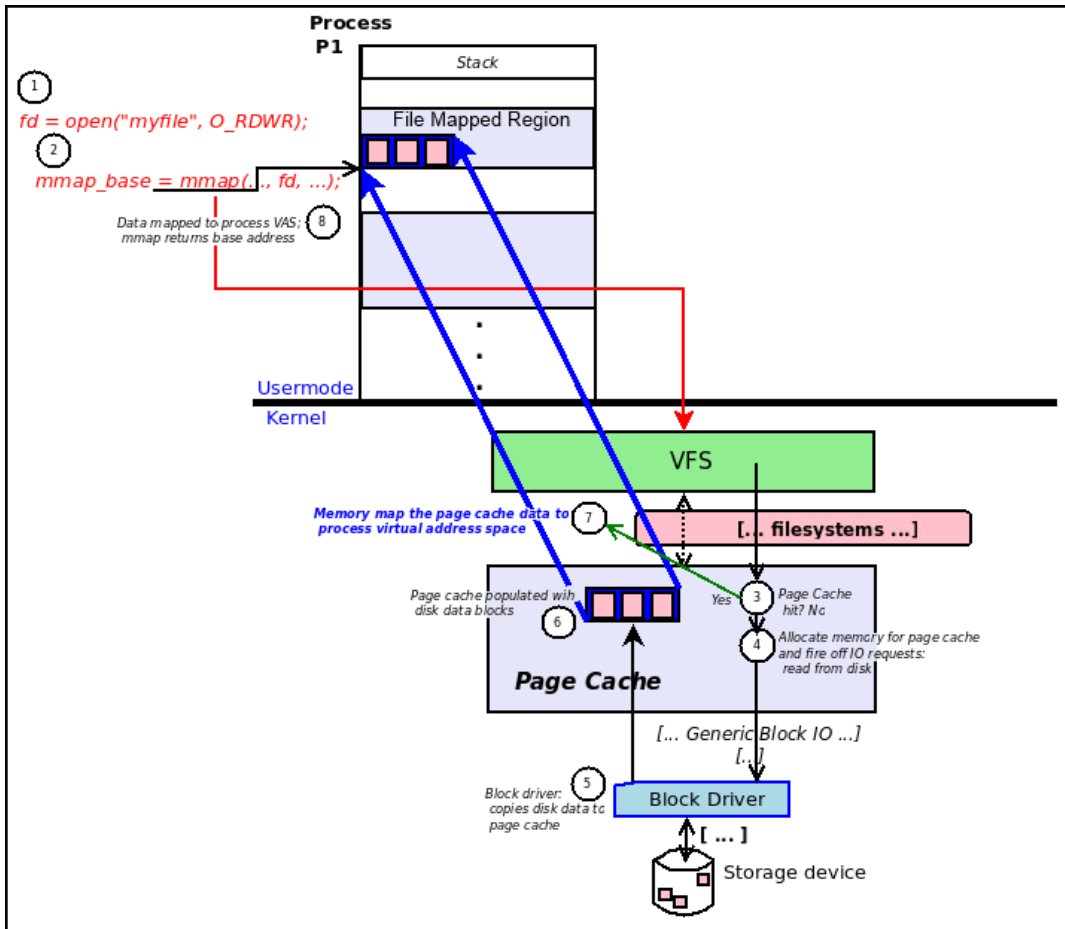 Process
P1
Stack
1
fd = open("myfile", O_RDWR);
File Mapped Region
2
mmap_base = mmap(..., fd, ...);
Data mapped to process VAS;
mmap returns base address
8
.
.
.
Usermode
Kernel
VFS
Memory map the page cache data to
process virtual address space
7
[... filesystems ...]
Page cache populated wih
disk data blocks
6
Yes
3
Page Cache
hit? No
4
Allocate memory for page cache
and fire off IO requests:
read from disk
Page Cache
[... Generic Block IO ...]
[...]
5
Block driver:
copies disk data to
page cache
Block Driver
[ ... ]
Storage device